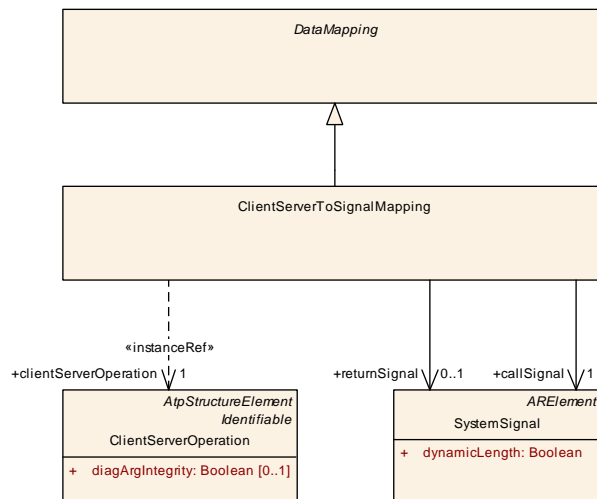 DataMapping
ClientServerToSignalMapping
«instanceRef»
+clientServerOperation 1
+returnSignal 0..1
+callSignal 1
AtpStructureElement
Identifiable
ClientServerOperation
+ diagArgIntegrity: Boolean [0..1]
ARElement
SystemSignal
+ dynamicLength: Boolean